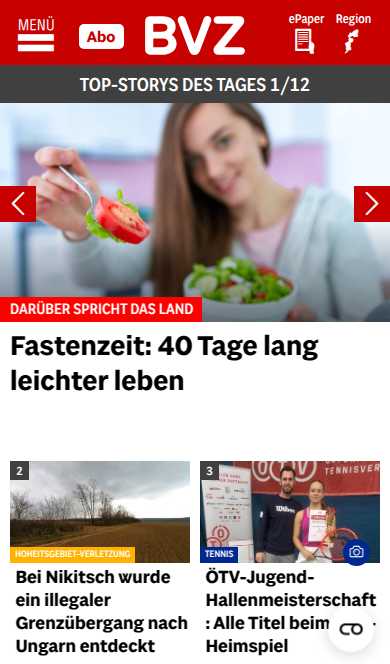 MENÜ
Abo
BVZ
ePaper
Region
TOP-STORYS DES TAGES 1/12
DARÜBER SPRICHT DAS LAND
Fastenzeit: 40 Tage lang
leichter leben
2
HOHEITSGEBIET-VERLETZUNG
Bei Nikitsch wurde
ein illegaler
Grenzübergang nach
Ungarn entdeckt
3
TENNIS
ÖTV-Jugend-
Hallenmeisterschaft
: Alle Titel beim
Heimspiel